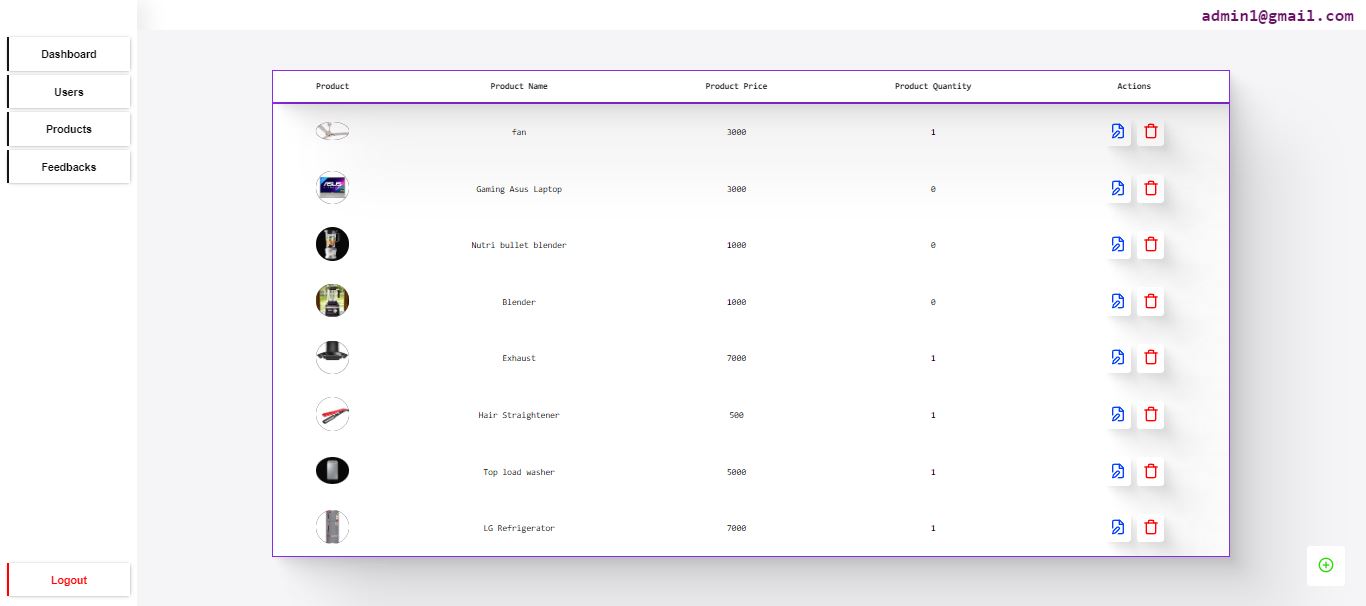 admin1@gmail.com
Dashboard
Users
Products
Feedbacks
Logout
Product Product Name Product Price Product Quantity Actions
fan 3000 1
ASUS
Gaming Asus Laptop 3000 0
Nutri bullet blender 1000 0
Blender 1000 0
Exhaust 7000 1
Hair Straightener 500 1
Top load washer 5000 1
LG Refrigerator 7000 1